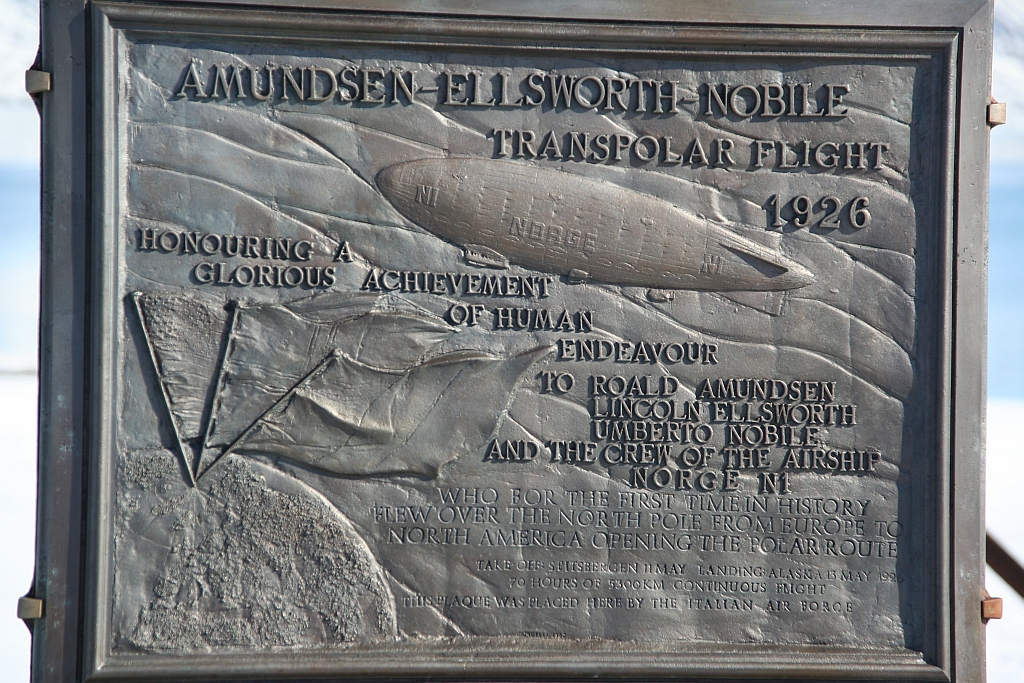 AMUNDSEN-ELLSWORTH-NOBILE
TRANSPOLAR FLIGHT
1926
N1
NORGE
N1
HONOURING A
GLORIOUS ACHIEVEMENT
OF HUMAN
ENDEAVOUR
TO ROALD AMUNDSEN
LINCOLN ELLSWORTH
UMBERTO NOBILE
AND THE CREW OF THE AIRSHIP
NORGE N1
WHO FOR THE FIRST TIME IN HISTORY
FLEW OVER THE NORTH POLE FROM EUROPE TO
NORTH AMERICA OPENING THE POLAR ROUTE
TAKE-OFF SPITSBERGEN 11 MAY LANDING ALASKA 13 MAY 1926
70 HOURS OF 5300KM CONTINUOUS FLIGHT
THIS PLAQUE WAS PLACED HERE BY THE ITALIAN AIR FORCE